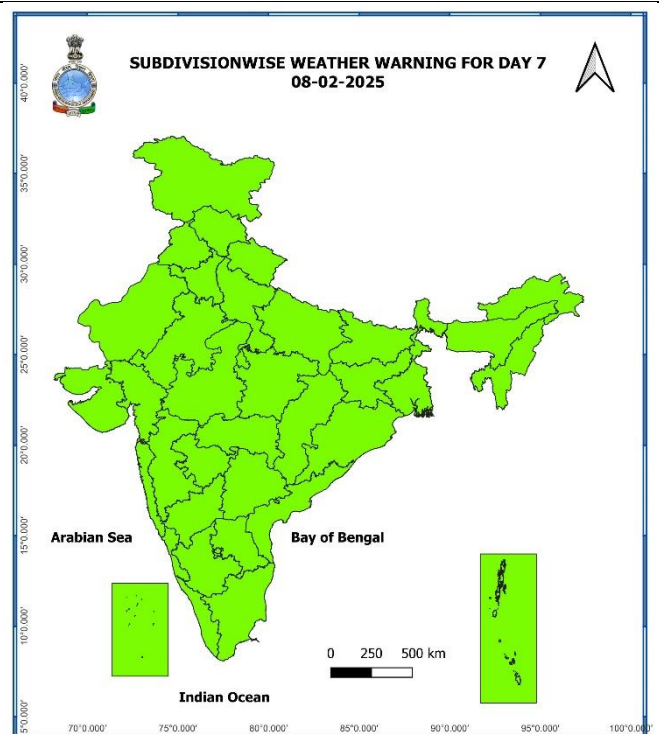 SUBDIVISIONWISE WEATHER WARNING FOR DAY 7
08-02-2025
40°0.000'
35°0.000'
30°0.000'
25°0.000'
20°0.000'
15°0.000'
10°0.000'
5°0.000'
Arabian Sea
Bay of Bengal
0 250 500 km
Indian Ocean
70°0.000' 75°0.000' 80°0.000' 85°0.000' 90°0.000' 95°0.000' 100°0.000'